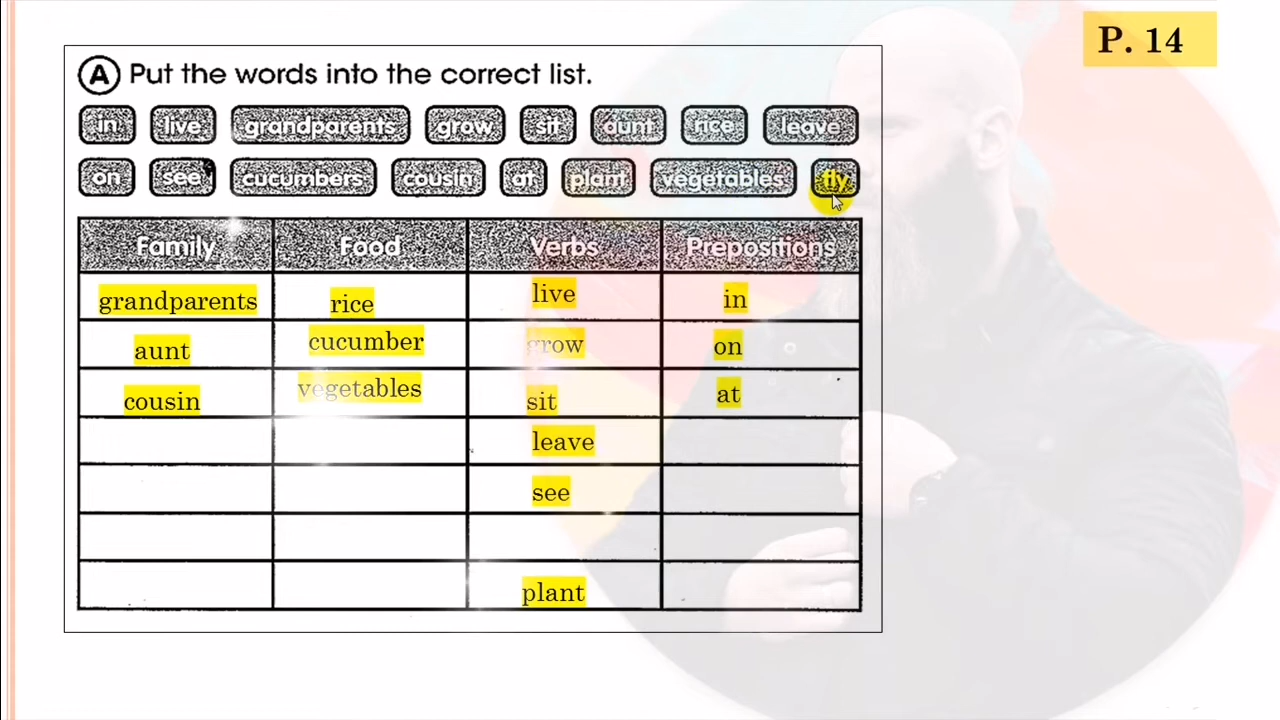 P. 14
A Put the words into the correct list.
in live grandparents grow sit aunt rice leave
on see cucumbers cousin at plant vegetables fly
Family Food Verbs Prepositions
grandparents rice live in
aunt cucumber grow on
cousin vegetables sit at
leave
see
plant